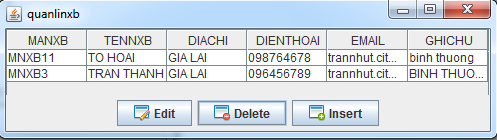 quanlinxb
MANXB TENNXB DIACHI DIENTHOAI EMAIL GHICHU
MNXB11 TO HOAI GIA LAI 098764678 trannhut.cit... binh thuong
MNXB3 TRAN THANH GIA LAI 096456789 trannhut.cit... BINH THUO...
Edit Delete Insert